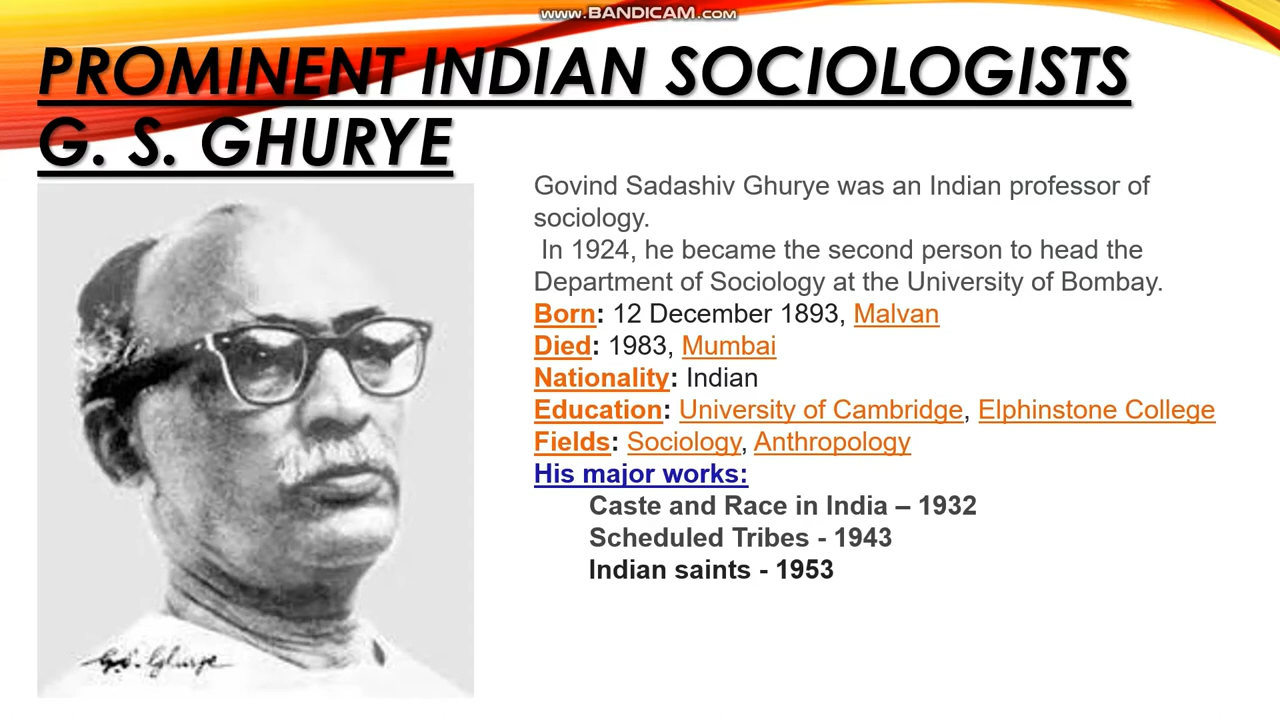 www.BANDICAM.com
PROMINENT INDIAN SOCIOLOGISTS
G. S. GHURYE
Govind Sadashiv Ghurye was an Indian professor of
sociology.
In 1924, he became the second person to head the
Department of Sociology at the University of Bombay.
Born: 12 December 1893, Malvan
Died: 1983, Mumbai
Nationality: Indian
Education: University of Cambridge, Elphinstone College
Fields: Sociology, Anthropology
His major works:
Caste and Race in India – 1932
Scheduled Tribes - 1943
Indian saints - 1953
G.S. Ghurye